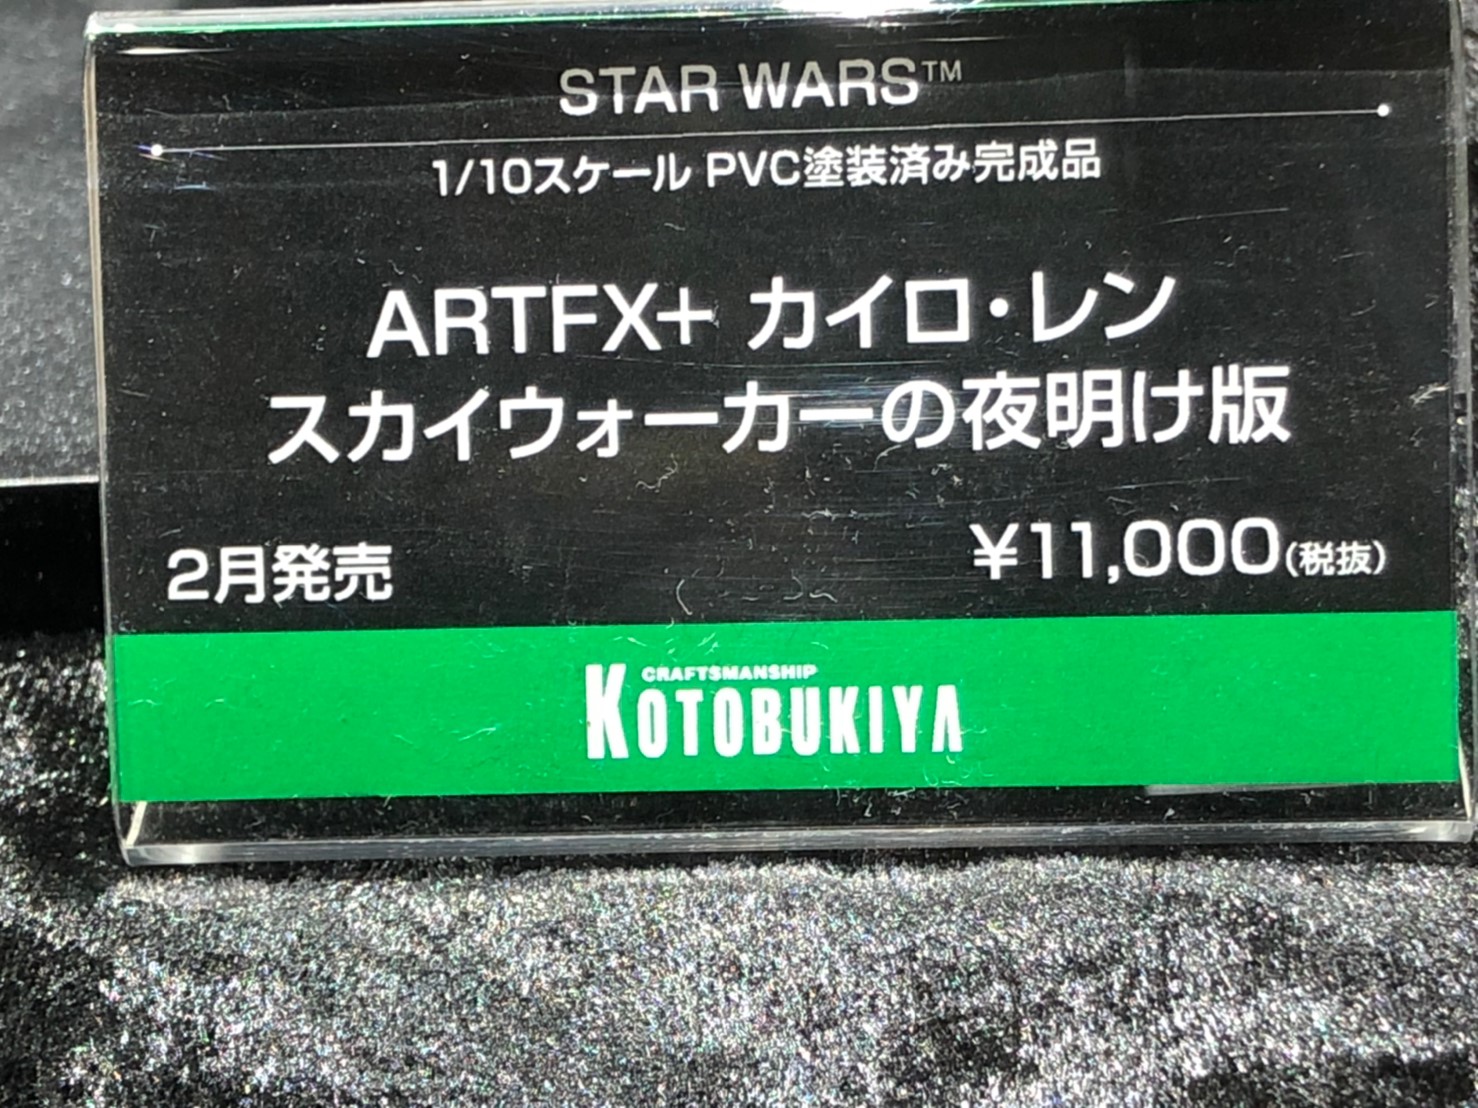 STAR WARS™
1/10スケール PVC塗装済み完成品
ARTFX+ カイロ・レン
スカイウォーカーの夜明け版
2月発売
¥11,000(税抜)
CRAFTSMANSHIP
KOTOBUKIYA